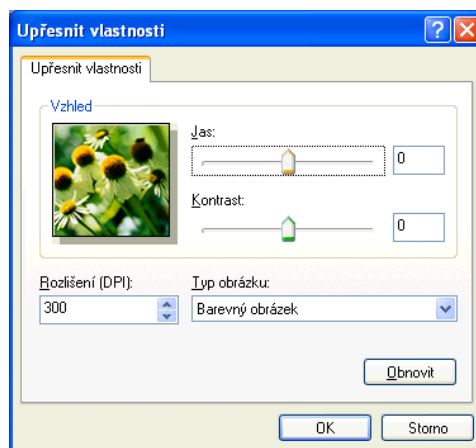 Upřesnit vlastnosti
Upřesnit vlastnosti
Vzhled
Jas:
0
Kontrast:
0
Rozlišení (DPI):
Typ obrázku:
300
Barevný obrázek
Obnovit
OK
Storno